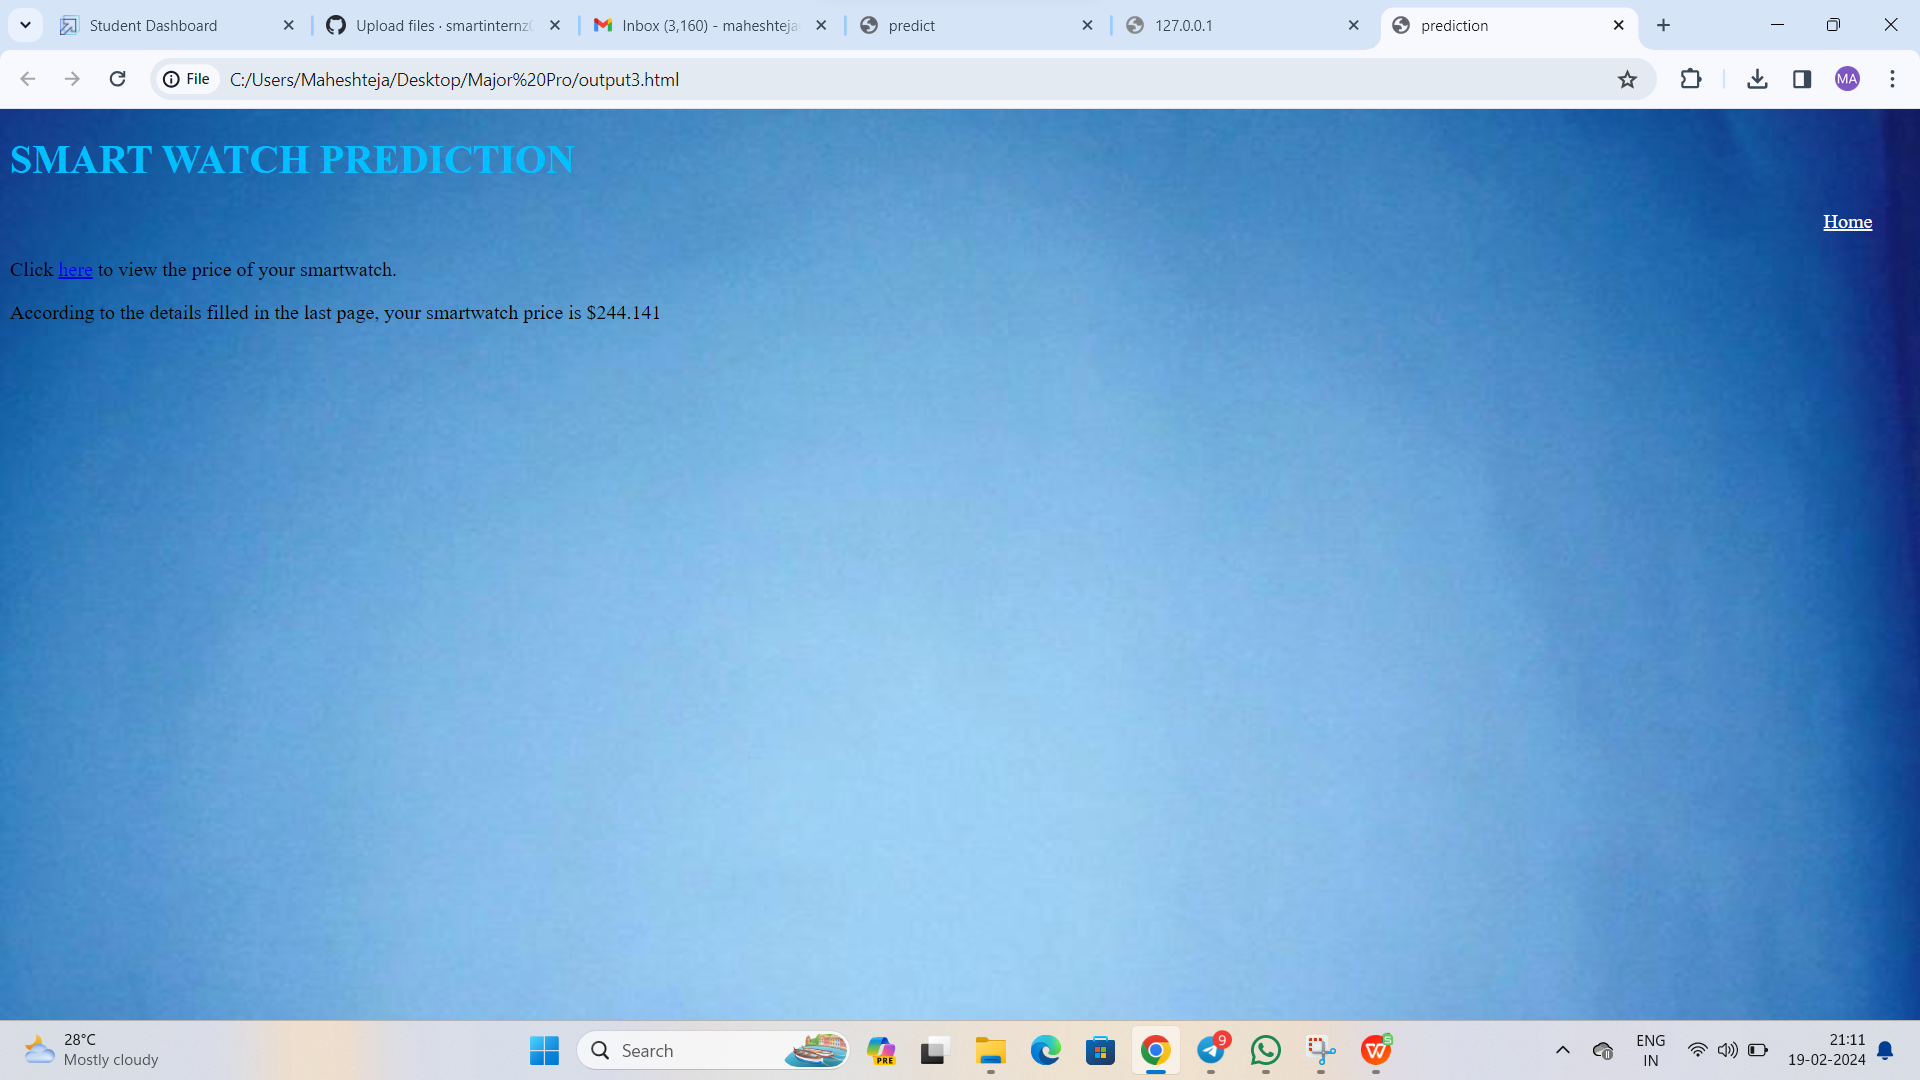 Student Dashboard
Upload files · smartinternz
Inbox (3,160) - maheshteja
predict
127.0.0.1
prediction
File
C:/Users/Maheshteja/Desktop/Major%20Pro/output3.html
MA
SMART WATCH PREDICTION
Home
Click here to view the price of your smartwatch.
According to the details filled in the last page, your smartwatch price is $244.141
28°C
Mostly cloudy
Search
PRE
9
W
S
ENG
IN
21:11
19-02-2024